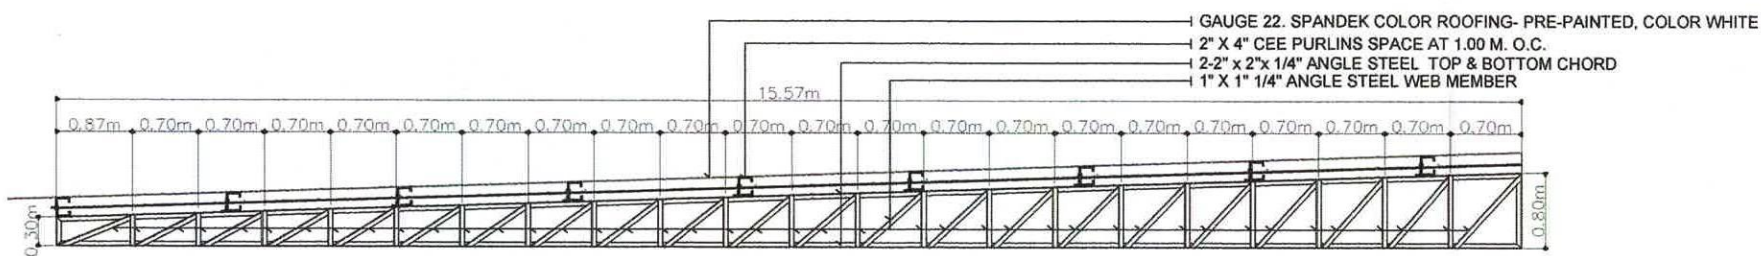 GAUGE 22. SPANDEK COLOR ROOFING- PRE-PAINTED, COLOR WHITE
2" X 4" CEE PURLINS SPACE AT 1.00 M. O.C.
2-2" x 2"x 1/4" ANGLE STEEL TOP & BOTTOM CHORD
1" X 1" 1/4" ANGLE STEEL WEB MEMBER
15.57m
0.87m 0.70m 0.70m 0.70m 0.70m 0.70m 0.70m 0.70m 0.70m 0.70m 0.70m 0.70m 0.70m 0.70m 0.70m 0.70m 0.70m 0.70m 0.70m 0.70m 0.70m 0.70m
0.30m
0.80m